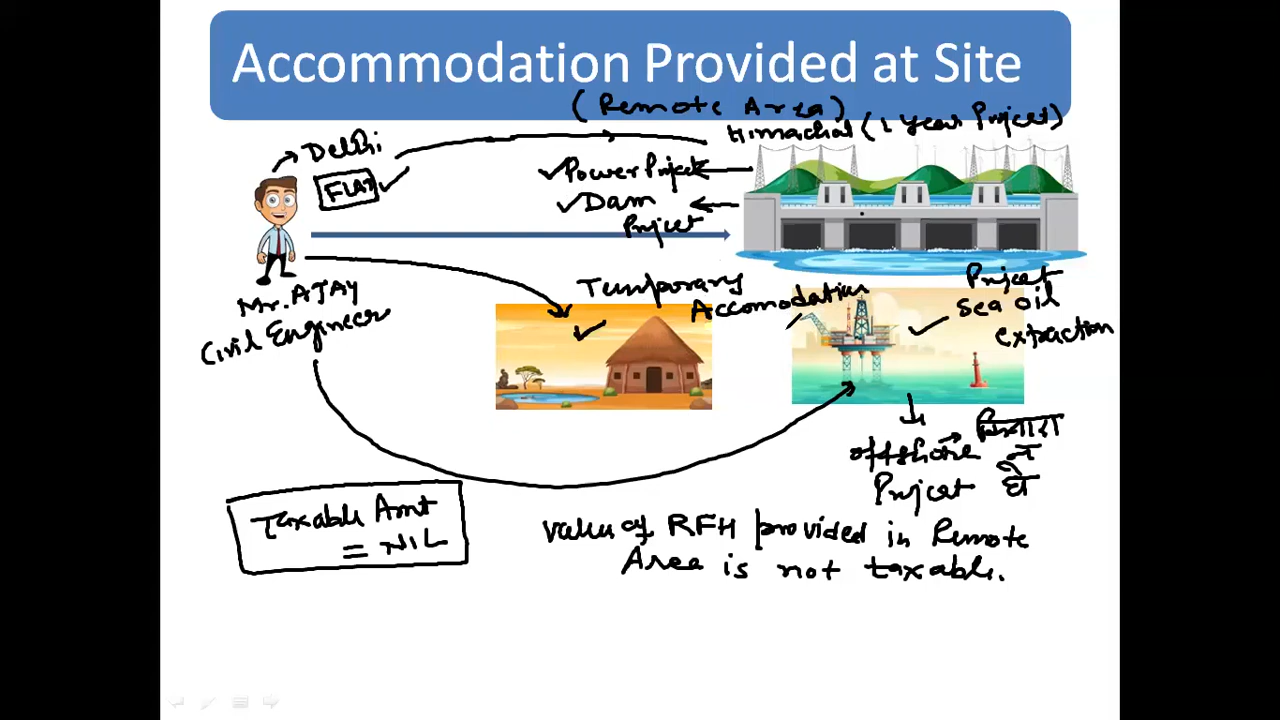 Accommodation Provided at Site
(Remote Area)
Himachal (1 Year Project)
Delhi
FLAT
Power Project
Dam
Project
Mr. AJAY
Civil Engineer
Temporary
Accomodation
Project
Sea oil
extraction
offshore
Project
में
Taxable Amt
= NIL
value of RFH provided in Remote
Area is not taxable.